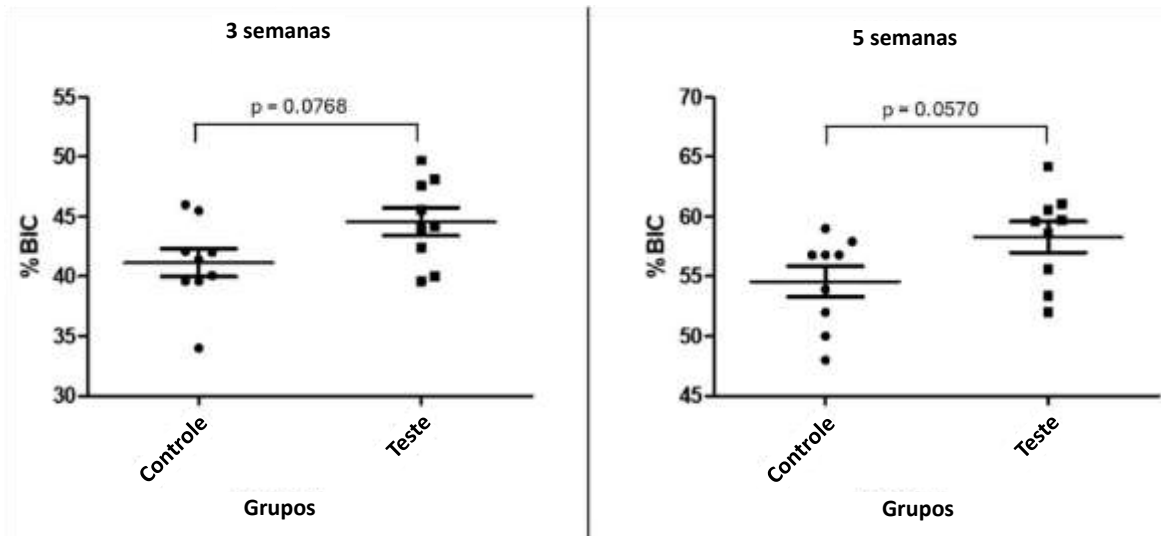 3 semanas
p = 0.0768
55
50
45
40
35
30
%BIC
Controle
Teste
Grupos
5 semanas
p = 0.0570
70
65
60
55
50
45
%BIC
Controle
Teste
Grupos